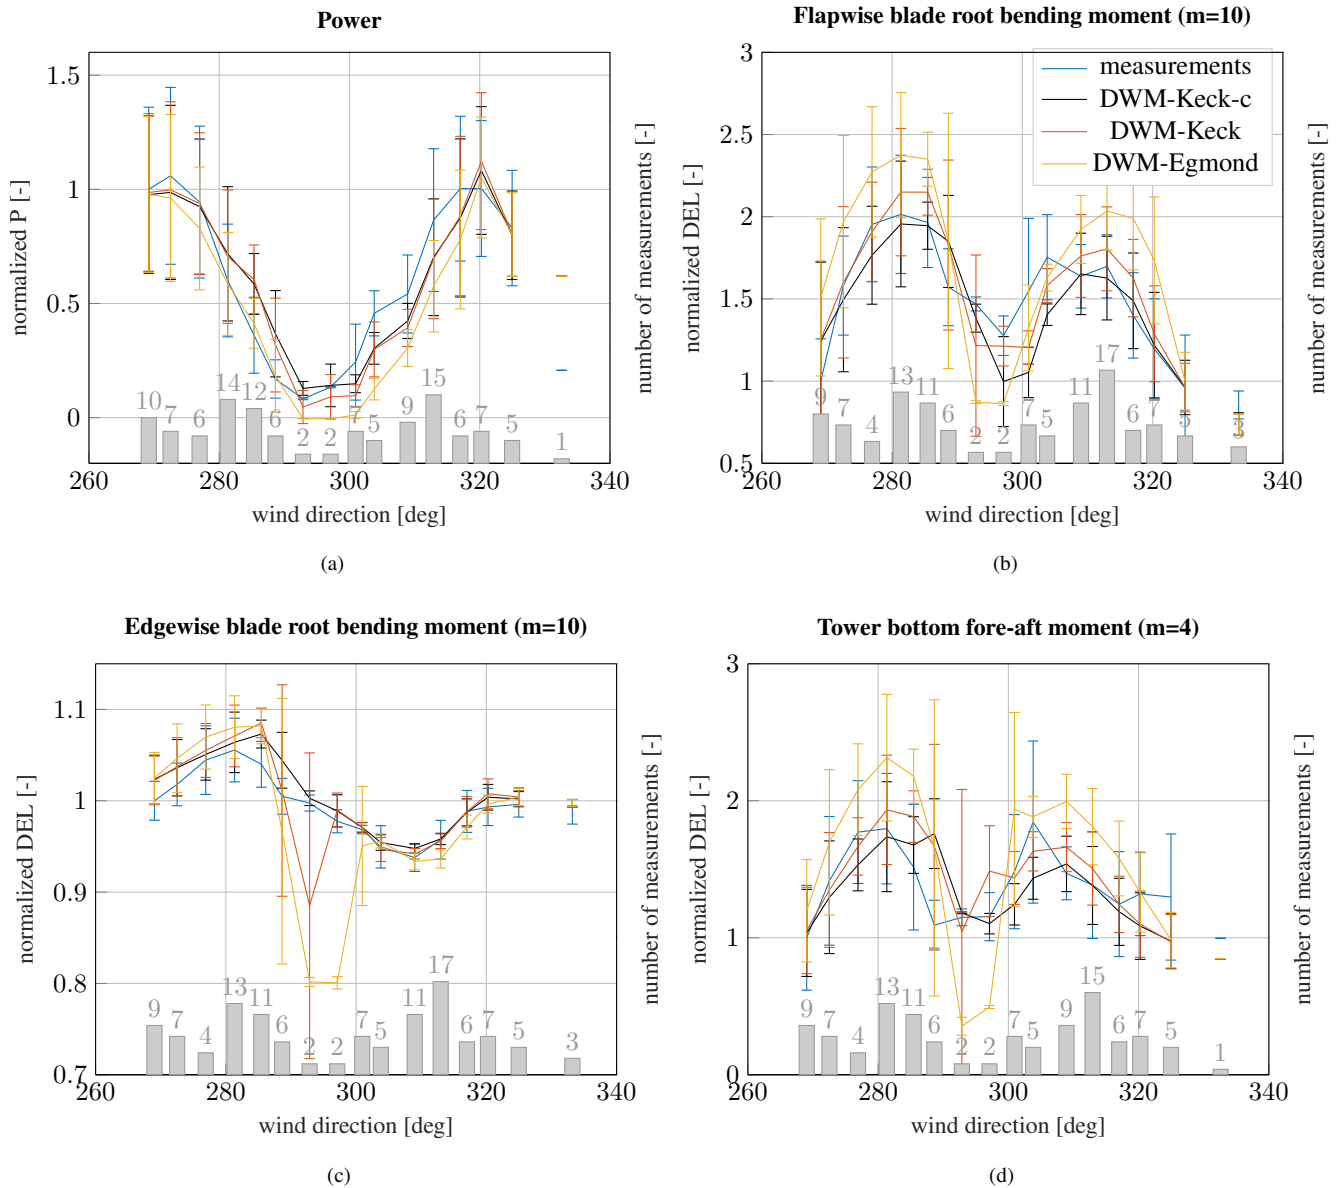 Power
normalized P [-]
1.5
1
0.5
0
10 7 6 14 12 6 2 2 7 5 9 15 6 7 5 1
260 280 300 320 340
wind direction [deg]
number of measurements [-]
(a)
Flapwise blade root bending moment (m=10)
measurements
DWM-Keck-c
DWM-Keck
DWM-Egmond
normalized DEL [-]
3
2.5
2
1.5
1
0.5
9 7 4 13 11 6 2 2 7 5 11 17 6 7 5 3
260 280 300 320 340
wind direction [deg]
number of measurements [-]
(b)
Edgewise blade root bending moment (m=10)
normalized DEL [-]
1.1
1
0.9
0.8
0.7
9 7 4 13 11 6 2 2 7 5 11 17 6 7 5 3
260 280 300 320 340
wind direction [deg]
number of measurements [-]
(c)
Tower bottom fore-aft moment (m=4)
normalized DEL [-]
3
2
1
0
9 7 4 13 11 6 2 2 7 5 9 15 6 7 5 1
260 280 300 320 340
wind direction [deg]
number of measurements [-]
(d)